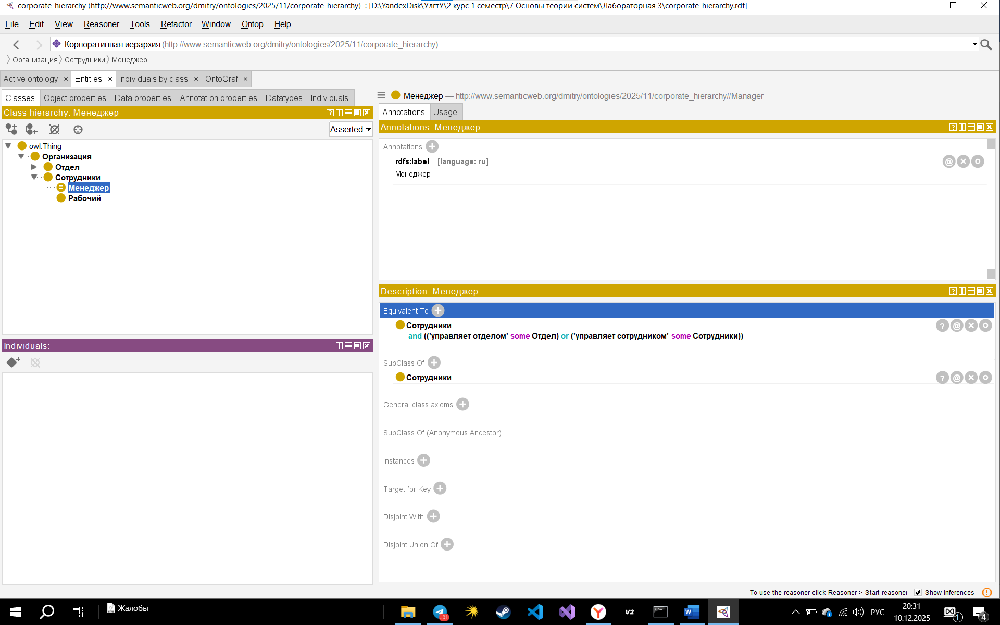 corporate_hierarchy (http://www.semanticweb.org/dmitry/ontologies/2025/11/corporate_hierarchy) : [D:\YandexDisk\УлгтУ\2 курс 1 семестр\7 Основы теории систем\Лабораторная 3\corporate_hierarchy.rdf]
File Edit View Reasoner Tools Refactor Window Ontop Help
Корпоративная иерархия (http://www.semanticweb.org/dmitry/ontologies/2025/11/corporate_hierarchy)
Организация Сотрудники Менеджер
Active ontology × Entities × Individuals by class × OntoGraf ×
Classes Object properties Data properties Annotation properties Datatypes Individuals
Class hierarchy: Менеджер
Asserted
owl:Thing
Организация
Отдел
Сотрудники
Менеджер
Рабочий
Individuals:
Менеджер — http://www.semanticweb.org/dmitry/ontologies/2025/11/corporate_hierarchy#Manager
Annotations Usage
Annotations: Менеджер
Annotations
rdfs:label [language: ru]
Менеджер
Description: Менеджер
Equivalent To
Сотрудники
and (('управляет отделом' some Отдел) or ('управляет сотрудником' some Сотрудники))
SubClass Of
Сотрудники
General class axioms
SubClass Of (Anonymous Ancestor)
Instances
Target for Key
Disjoint With
Disjoint Union Of
To use the reasoner click Reasoner > Start reasoner Show Inferences
Жалобы
..01
V2
РУС
20:31
10.12.2025
1
4